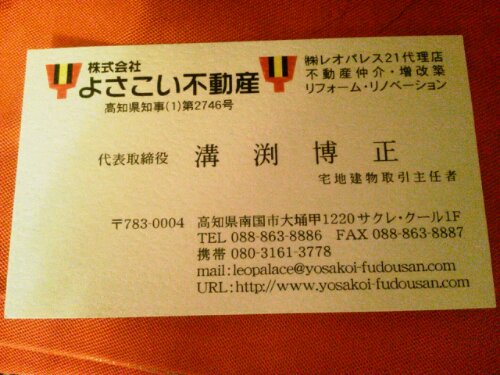 株式会社
よさこい不動産
高知県知事(1)第2746号
㈱レオパレス21代理店
不動産仲介・増改築
リフォーム・リノベーション
代表取締役 溝渕博正
宅地建物取引主任者
〒783-0004 高知県南国市大埇甲1220サクレ・クール1F
TEL 088-863-8886 FAX 088-863-8887
携帯 080-3161-3778
mail:leopalace@yosakoi-fudousan.com
URL:http://www.yosakoi-fudousan.com